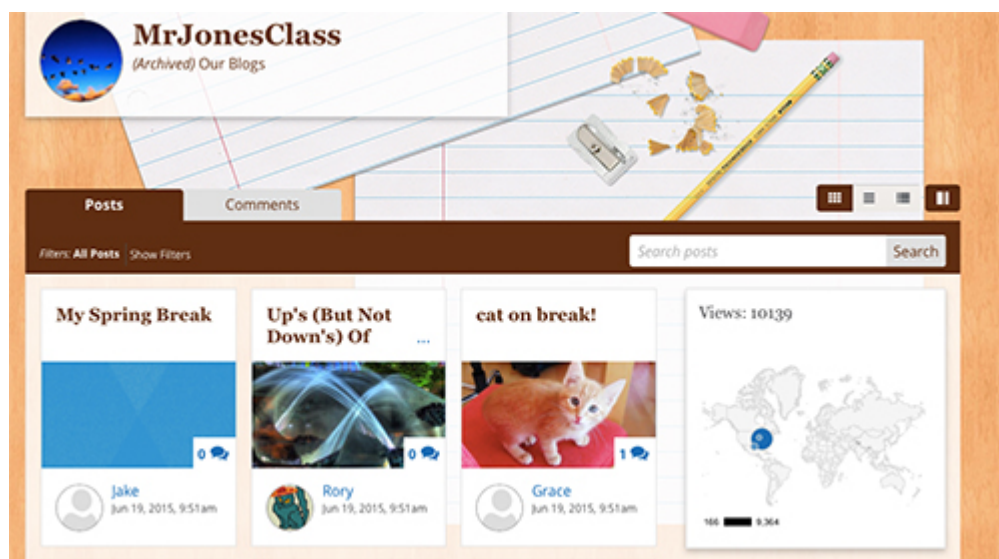 MrJonesClass
(Archived) Our Blogs
Posts
Comments
Filters: All Posts
Show Filters
Search posts
Search
My Spring Break
0
Jake
Jun 19, 2015, 9:51am
Up's (But Not
Down's) Of ...
0
Rory
Jun 19, 2015, 9:51am
cat on break!
1
Grace
Jun 19, 2015, 9:51am
Views: 10139
166
9,364